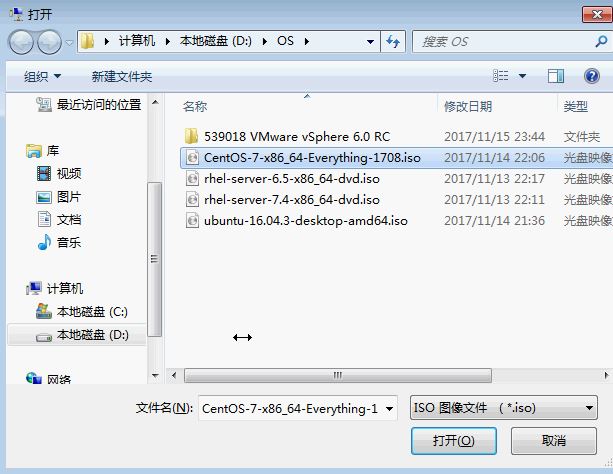 打开
计算机 本地磁盘 (D:) OS 搜索 OS
组织 新建文件夹
最近访问的位置
库
视频
图片
文档
音乐
计算机
本地磁盘 (C:)
本地磁盘 (D:)
网络
名称 修改日期 类型
539018 VMware vSphere 6.0 RC 2017/11/15 23:44 文件夹
CentOS-7-x86_64-Everything-1708.iso 2017/11/14 22:06 光盘映像
rhel-server-6.5-x86_64-dvd.iso 2017/11/13 22:17 光盘映像
rhel-server-7.4-x86_64-dvd.iso 2017/11/13 22:11 光盘映像
ubuntu-16.04.3-desktop-amd64.iso 2017/11/14 21:36 光盘映像
文件名(N): CentOS-7-x86_64-Everything-1 ISO 图像文件 (*.iso)
打开(O) 取消